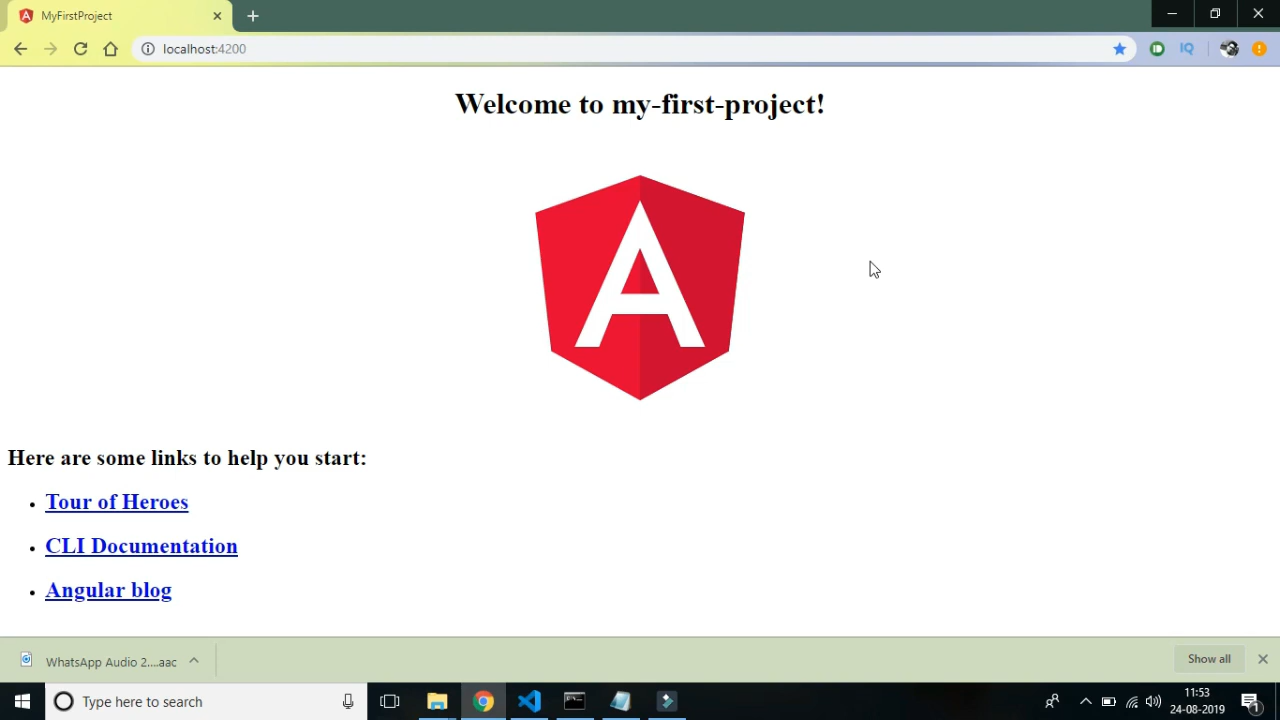 MyFirstProject
localhost:4200
IQ
Welcome to my-first-project!
A
Here are some links to help you start:
Tour of Heroes
CLI Documentation
Angular blog
WhatsApp Audio 2....aac
Show all
Type here to search
11:53
24-08-2019
1